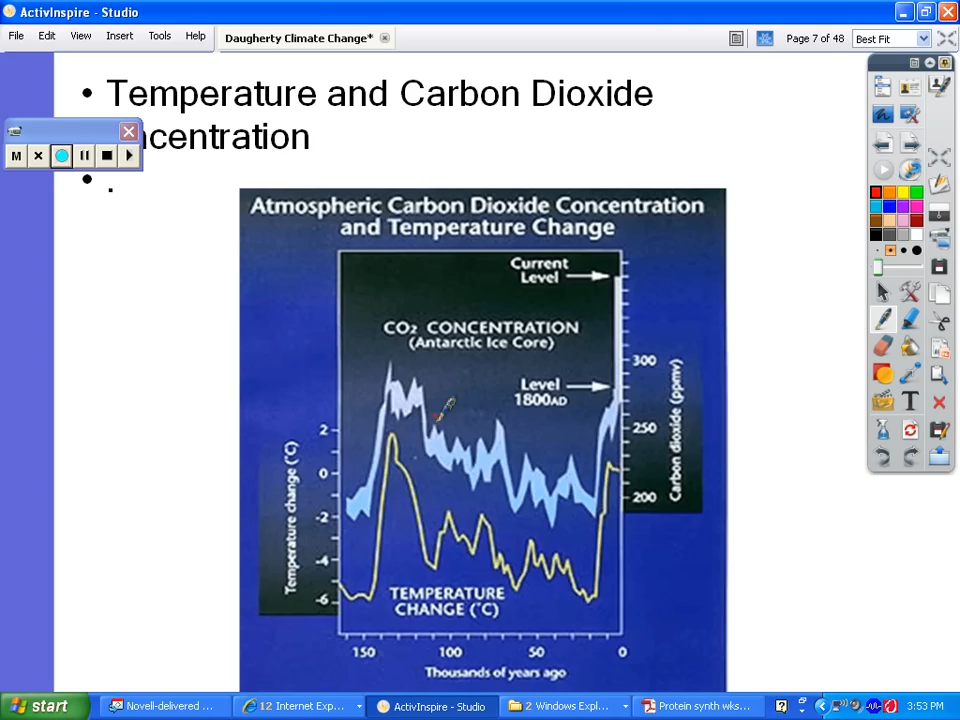 ActivInspire - Studio
File Edit View Insert Tools Help
Daugherty Climate Change*
Page 7 of 48
Best Fit
• Temperature and Carbon Dioxide
ncentration
M
• .
Atmospheric Carbon Dioxide Concentration
and Temperature Change
Current
Level
CO₂ CONCENTRATION
(Antarctic Ice Core)
300
Level
1800AD
250
200
Carbon dioxide (ppmv)
2
0
-2
-4
-6
Temperature change (°C)
TEMPERATURE
CHANGE (°C)
150 100 50 0
Thousands of years ago
T
start
Novell-delivered ...
12 Internet Exp...
ActivInspire - Studio
2 Windows Expl...
Protein synth wks...
3:53 PM